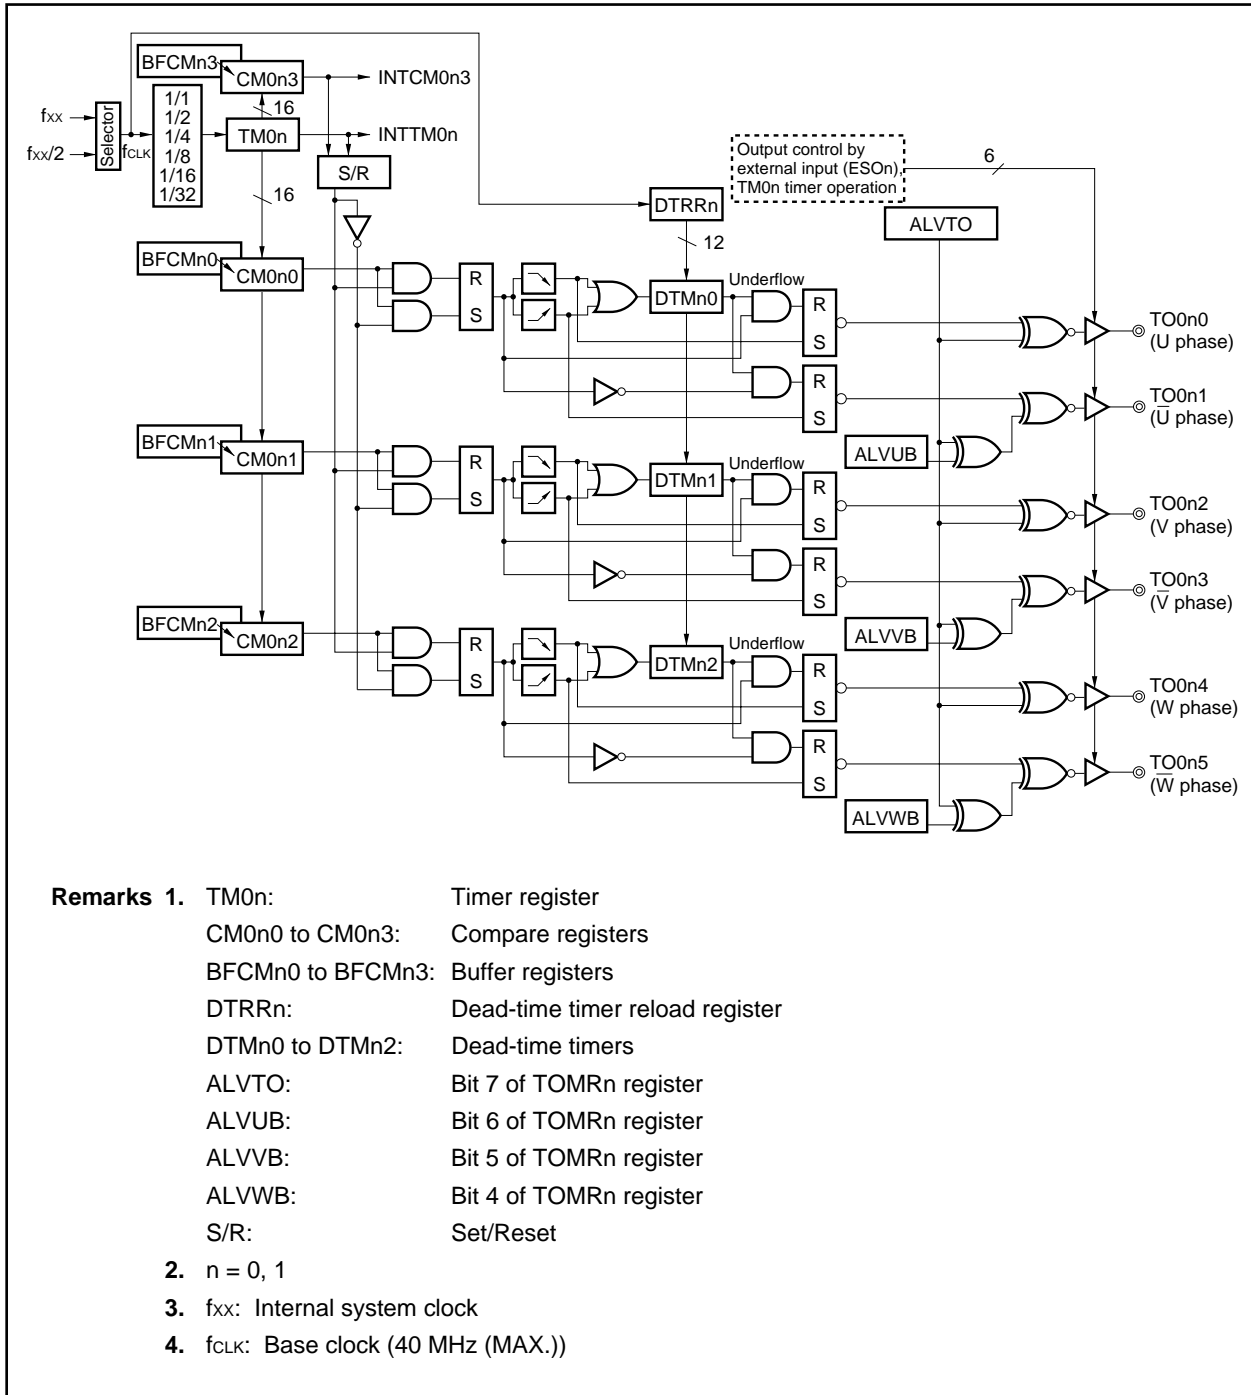 BFCMn3
CM0n3
INTCM0n3
16
fXX
fXX/2
Selector
fCLK
1/1
1/2
1/4
1/8
1/16
1/32
TM0n
INTTM0n
S/R
16
Output control by
external input (ESOn),
TM0n timer operation
6
DTRRn
12
ALVTO
BFCMn0
CM0n0
R
S
DTMn0
Underflow
R
S
R
S
TO0n0
(U phase)
TO0n1
(U̅ phase)
ALVUB
BFCMn1
CM0n1
R
S
DTMn1
Underflow
R
S
R
S
TO0n2
(V phase)
TO0n3
(V̅ phase)
ALVVB
BFCMn2
CM0n2
R
S
DTMn2
Underflow
R
S
R
S
TO0n4
(W phase)
TO0n5
(W̅ phase)
ALVWB
Remarks 1. TM0n: Timer register
CM0n0 to CM0n3: Compare registers
BFCMn0 to BFCMn3: Buffer registers
DTRRn: Dead-time timer reload register
DTMn0 to DTMn2: Dead-time timers
ALVTO: Bit 7 of TOMRn register
ALVUB: Bit 6 of TOMRn register
ALVVB: Bit 5 of TOMRn register
ALVWB: Bit 4 of TOMRn register
S/R: Set/Reset
2. n = 0, 1
3. fXX: Internal system clock
4. fCLK: Base clock (40 MHz (MAX.))